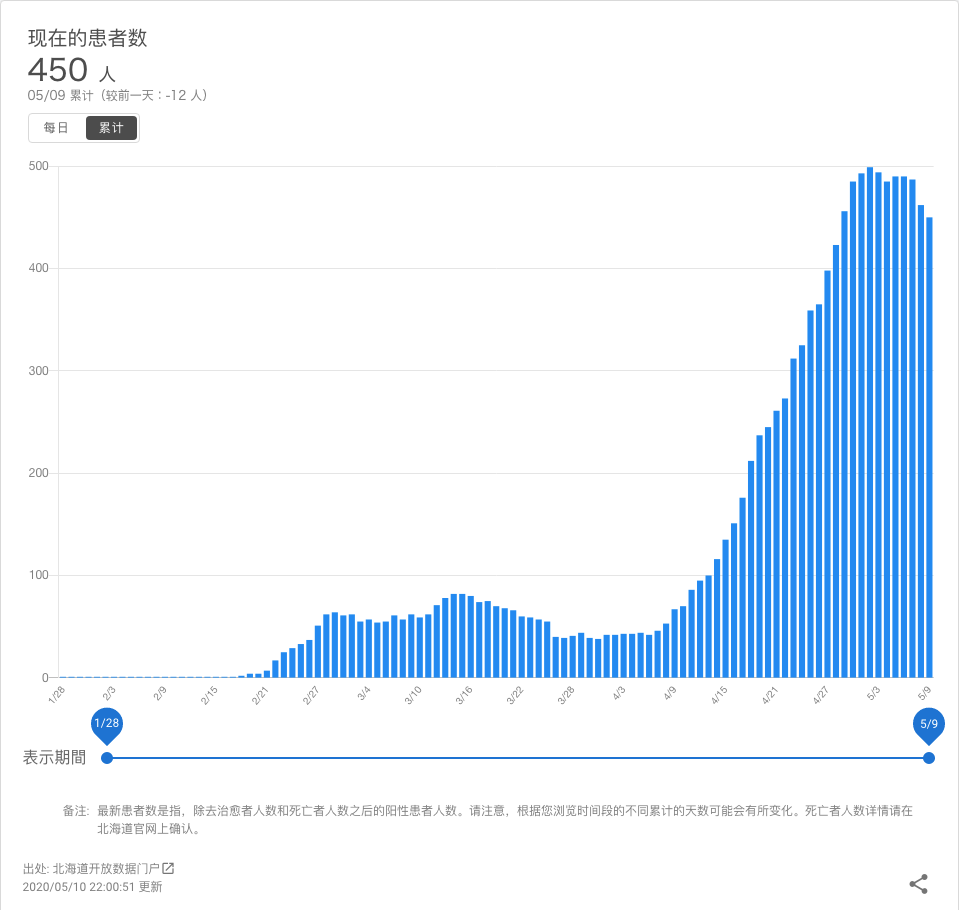 现在的患者数
450 人
05/09 累计（较前一天：-12 人）
每日 累计
500
400
300
200
100
0
1/28 2/3 2/9 2/15 2/21 2/27 3/4 3/10 3/16 3/22 3/28 4/3 4/9 4/15 4/21 4/27 5/3 5/9
1/28 5/9
表示期間
备注: 最新患者数是指，除去治愈者人数和死亡者人数之后的阳性患者人数。请注意，根据您浏览时间段的不同累计的天数可能会有所变化。死亡者人数详情请在
北海道官网上确认。
出处: 北海道开放数据门户
2020/05/10 22:00:51 更新